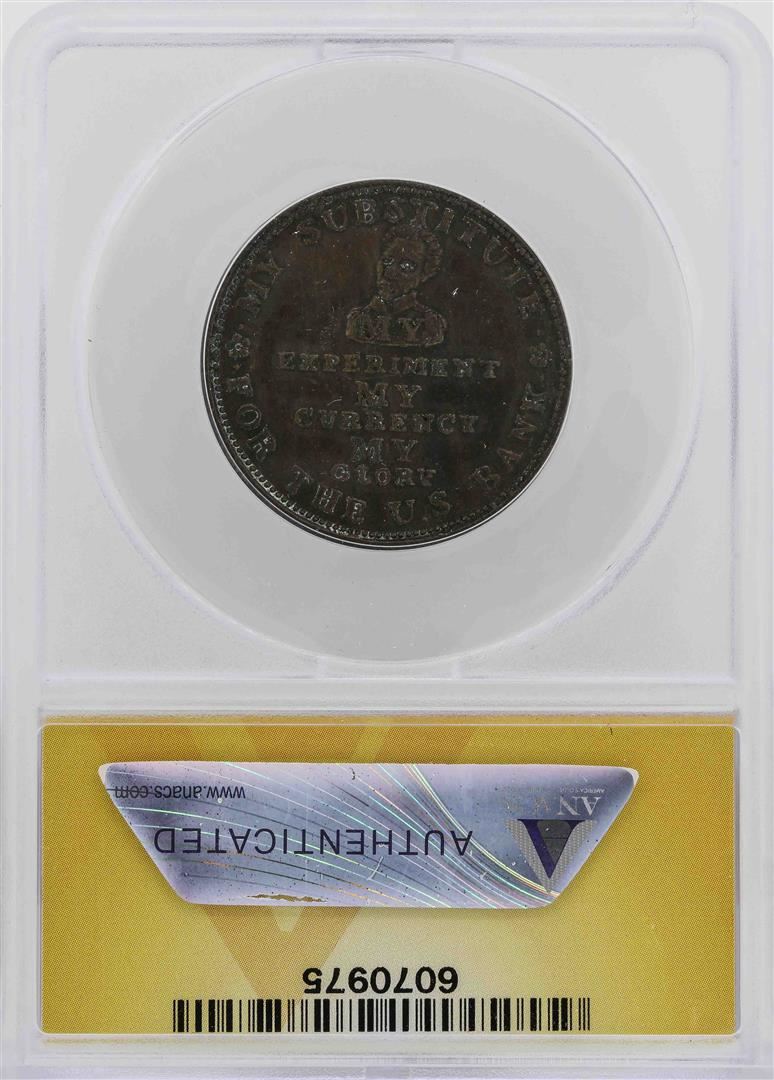 MY SUBSTITUTE
FOR THE U.S BANK
MY
EXPERIMENT
MY
CURRENCY
MY
GLORY
www.anacs.com
AUTHENTICATED
ANACS
6070975